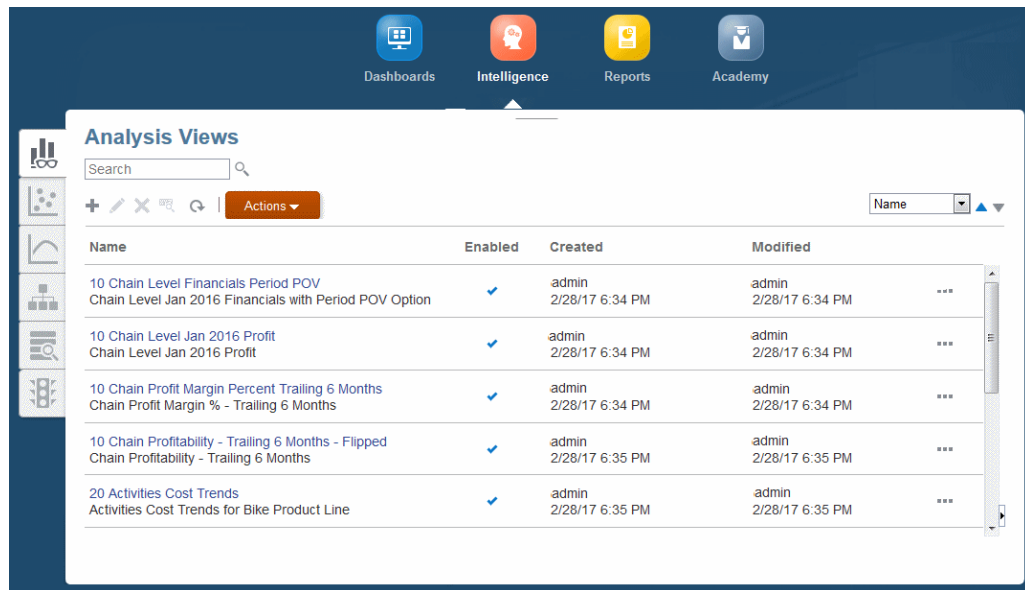 Dashboards Intelligence Reports Academy
Analysis Views
Search
Actions Name
Name Enabled Created Modified
10 Chain Level Financials Period POV admin admin
Chain Level Jan 2016 Financials with Period POV Option 2/28/17 6:34 PM 2/28/17 6:34 PM
10 Chain Level Jan 2016 Profit admin admin
Chain Level Jan 2016 Profit 2/28/17 6:34 PM 2/28/17 6:34 PM
10 Chain Profit Margin Percent Trailing 6 Months admin admin
Chain Profit Margin % - Trailing 6 Months 2/28/17 6:34 PM 2/28/17 6:34 PM
10 Chain Profitability - Trailing 6 Months - Flipped admin admin
Chain Profitability - Trailing 6 Months 2/28/17 6:35 PM 2/28/17 6:35 PM
20 Activities Cost Trends admin admin
Activities Cost Trends for Bike Product Line 2/28/17 6:35 PM 2/28/17 6:35 PM